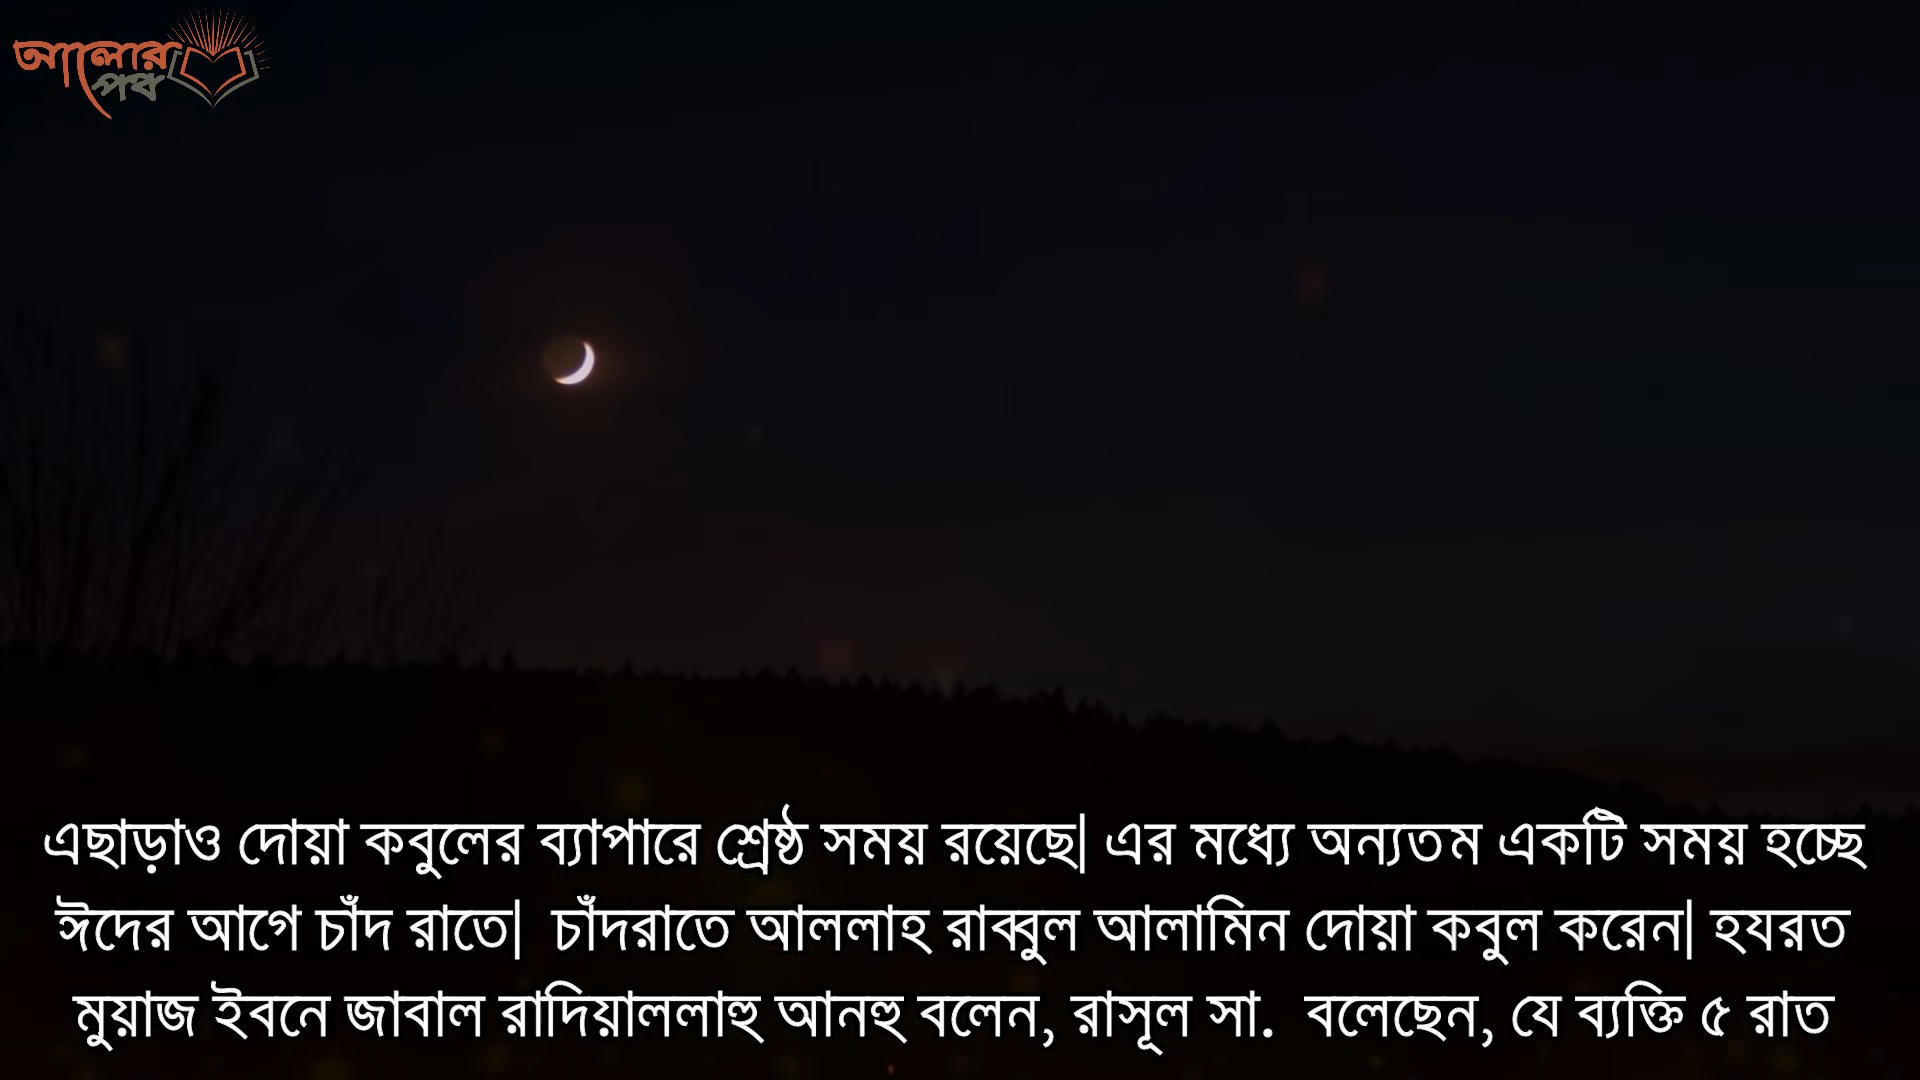 আলোর
পথ
এছাড়াও দোয়া কবুলের ব্যাপারে শ্রেষ্ঠ সময় রয়েছে| এর মধ্যে অন্যতম একটি সময় হচ্ছে
ঈদের আগে চাঁদ রাতে| চাঁদরাতে আললাহ রাব্বুল আলামিন দোয়া কবুল করেন| হযরত
মুয়াজ ইবনে জাবাল রাদিয়াললাহু আনহু বলেন, রাসূল সা. বলেছেন, যে ব্যক্তি ৫ রাত